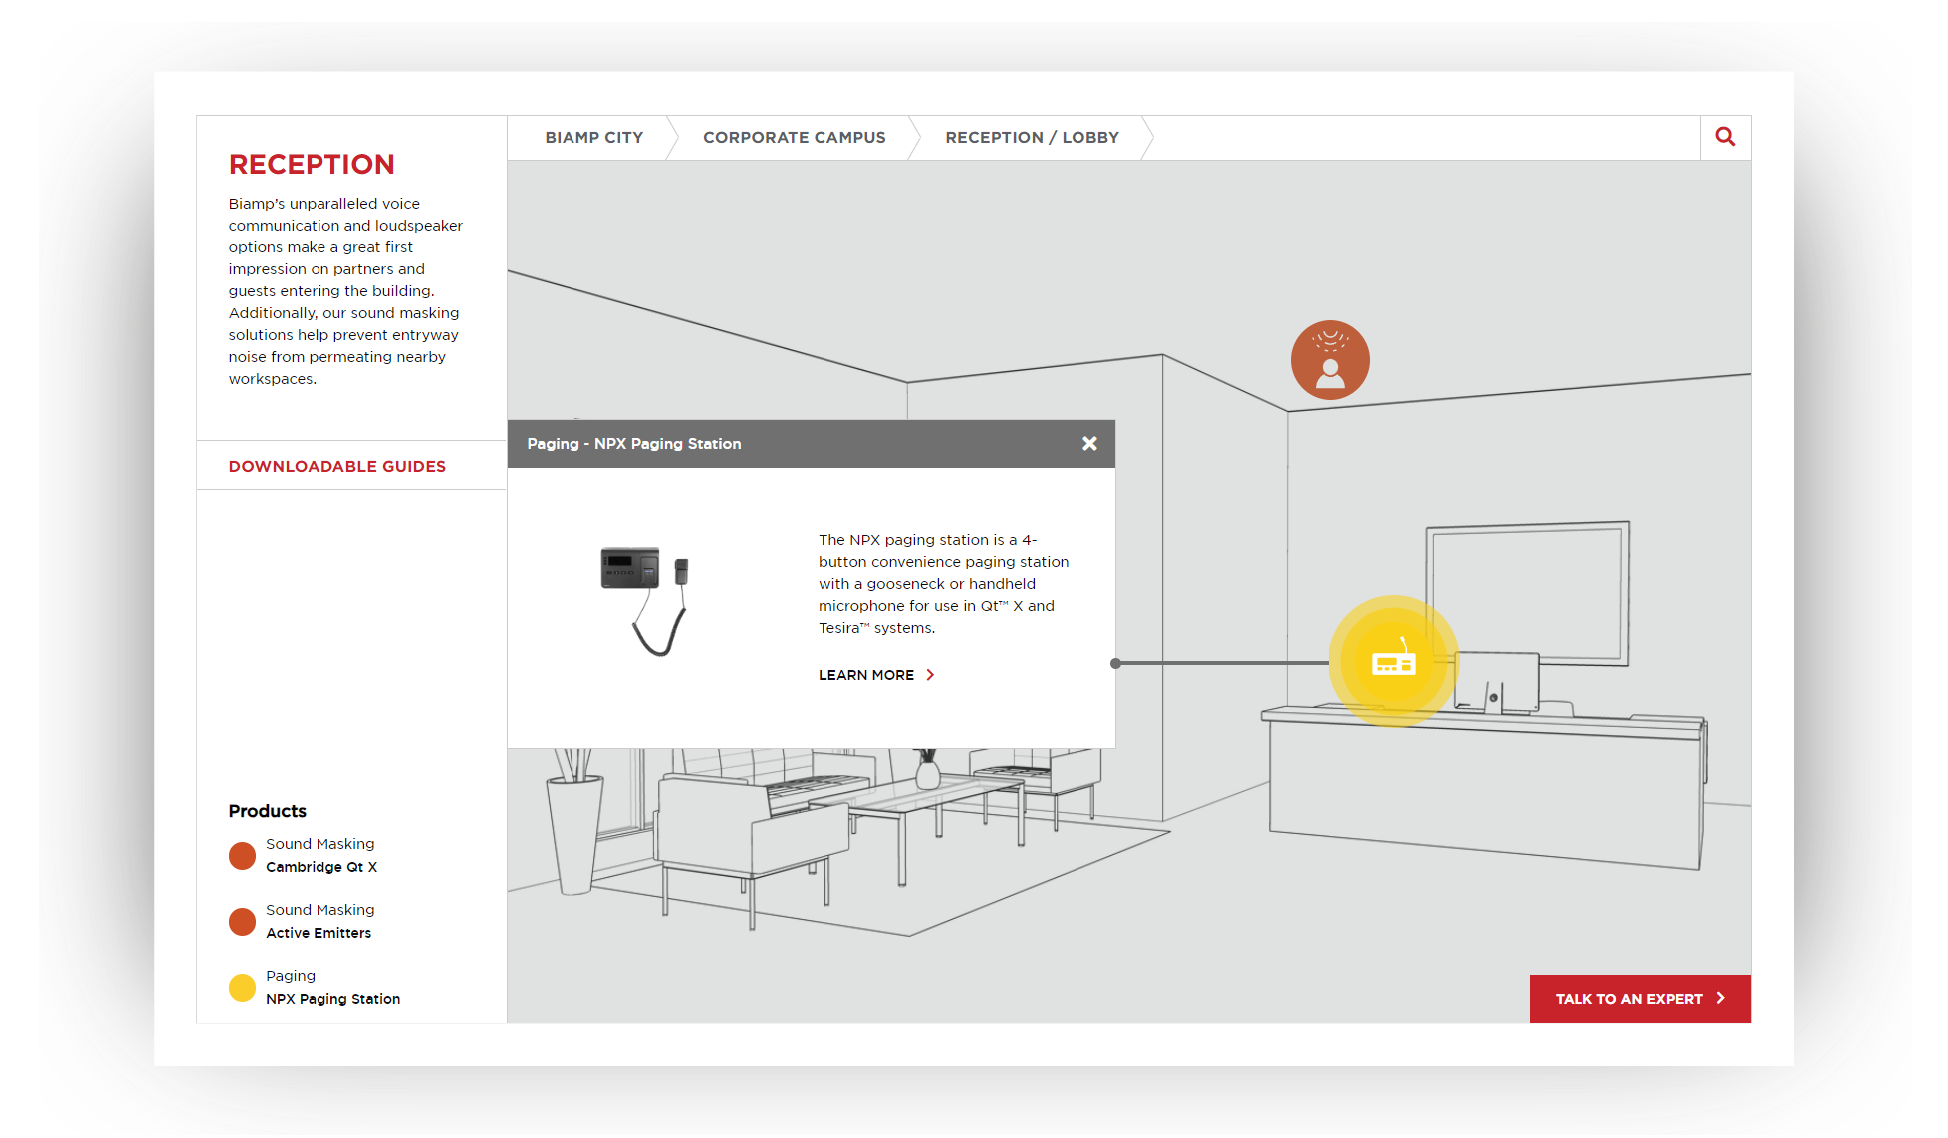 RECEPTION
Biamp's unparalleled voice
communication and loudspeaker
options make a great first
impression on partners and
guests entering the building.
Additionally, our sound masking
solutions help prevent entryway
noise from permeating nearby
workspaces.
DOWNLOADABLE GUIDES
Products
Sound Masking
Cambridge Qt X
Sound Masking
Active Emitters
Paging
NPX Paging Station
BIAMP CITY
CORPORATE CAMPUS
RECEPTION / LOBBY
Paging - NPX Paging Station
The NPX paging station is a 4-
button convenience paging station
with a gooseneck or handheld
microphone for use in Qt™ X and
Tesira™ systems.
LEARN MORE
TALK TO AN EXPERT